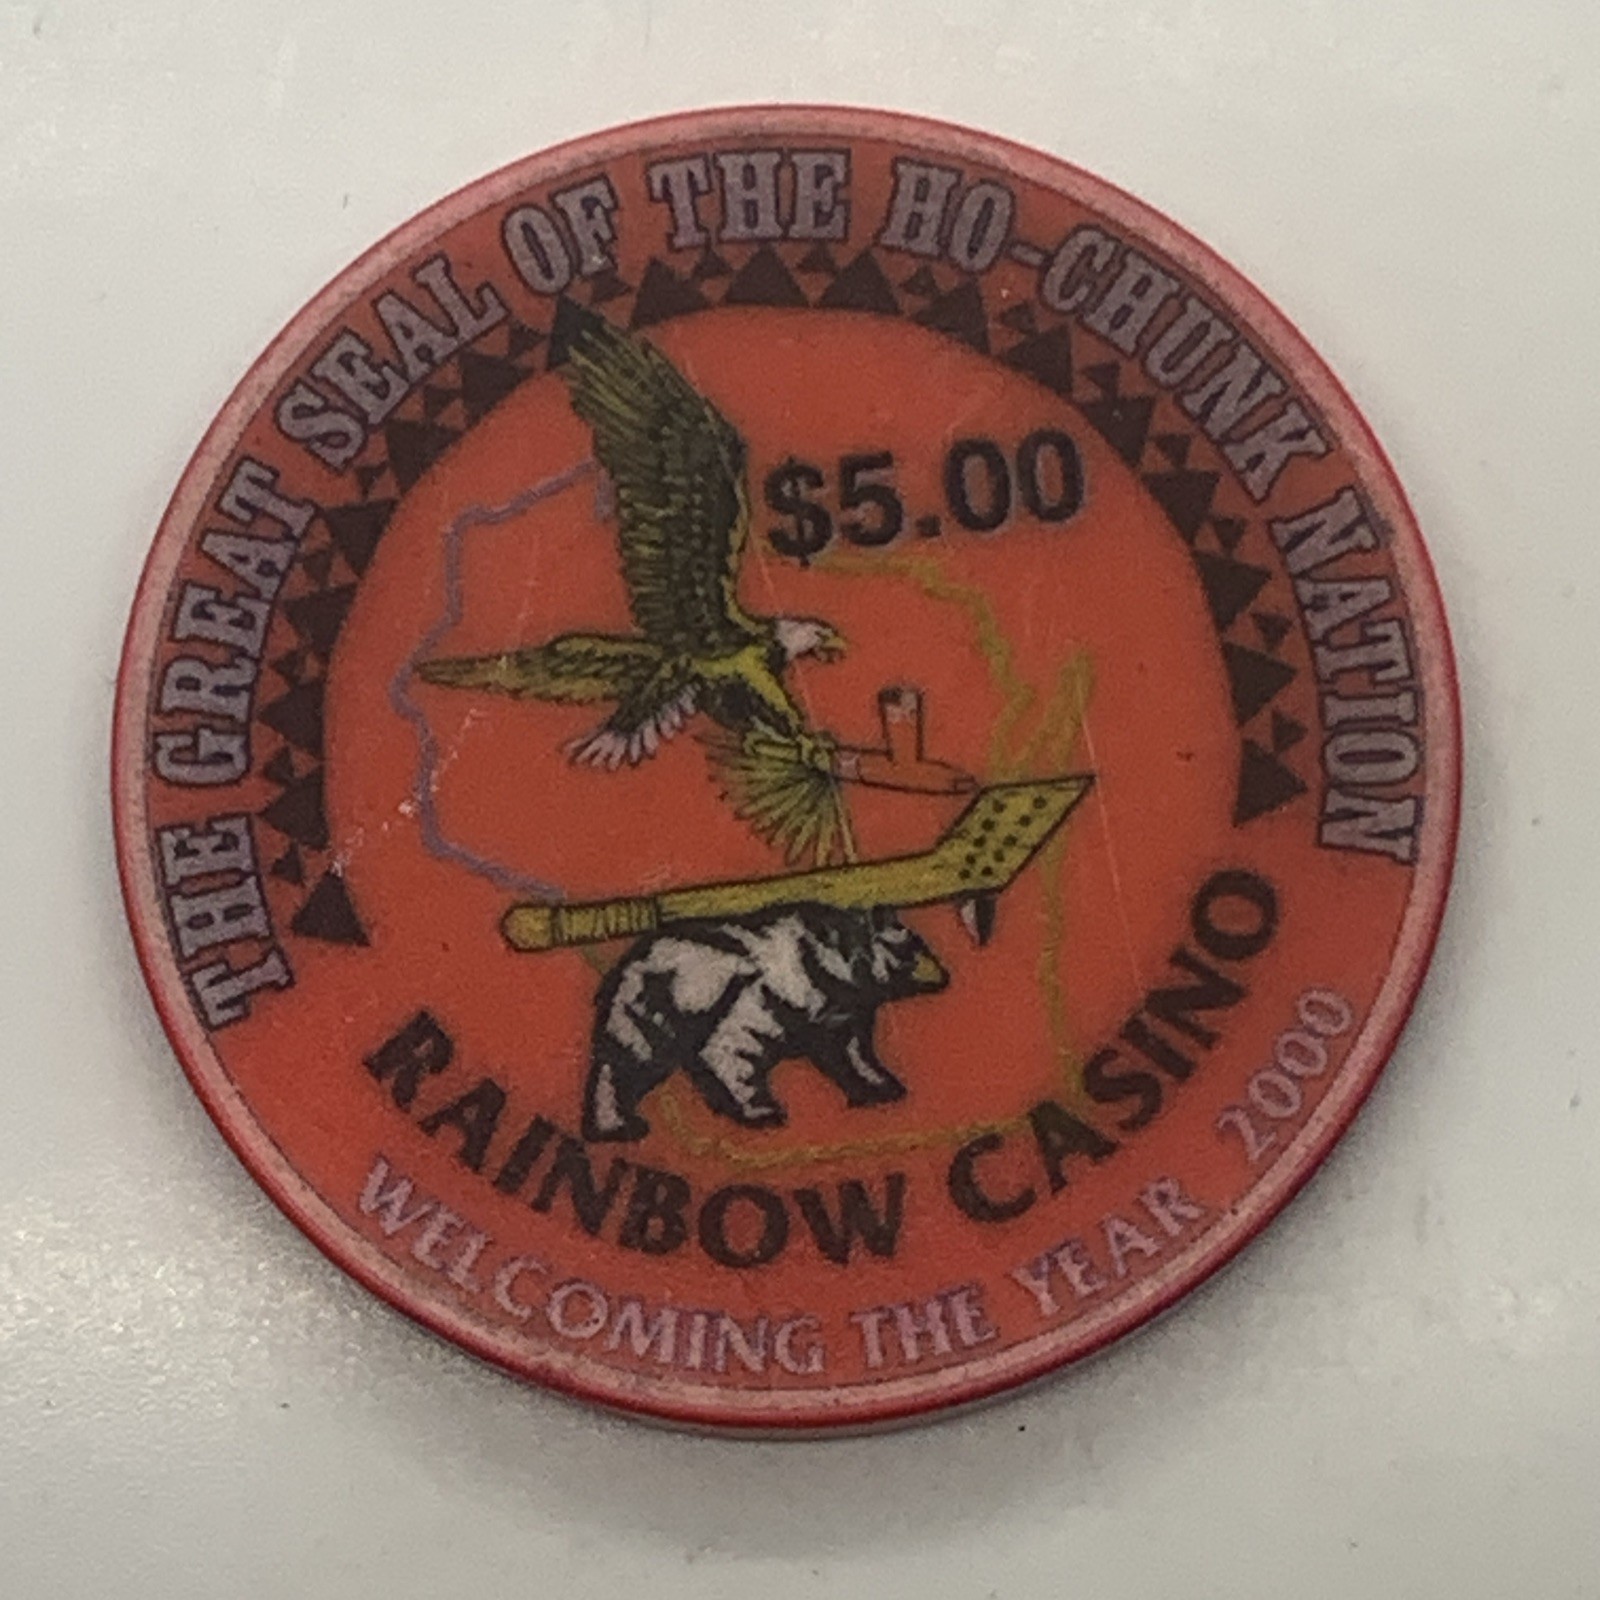 THE GREAT SEAL OF THE HO-CHUNK NATION
$5.00
RAINBOW CASINO
WELCOMING THE YEAR 2000